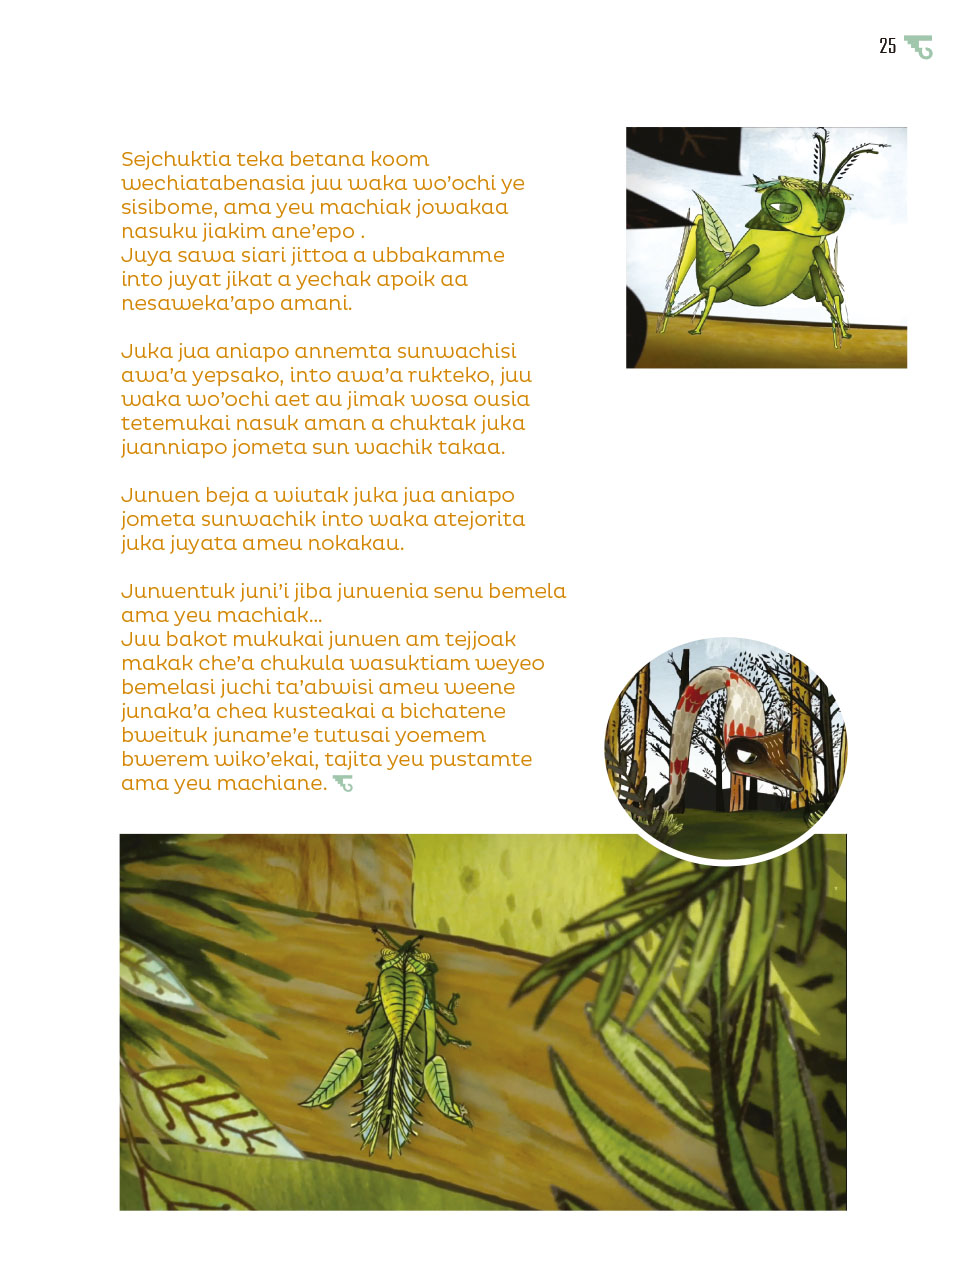 25
Sejchuktia teka betana koom
wechiatabenasia juu waka wo’ochi ye
sisibome, ama yeu machiak jowakaa
nasuku jiakim ane’epo .
Juya sawa siari jittoa a ubbakamme
into juyat jikat a yechak apoik aa
nesaweka’apo amani.
Juka jua aniapo annemta sunwachisi
awa’a yepsako, into awa’a rukteko, juu
waka wo’ochi aet au jimak wosa ousia
tetemukai nasuk aman a chuktak juka
juanniapo jometa sun wachik takaa.
Junuen beja a wiutak juka jua aniapo
jometa sunwachik into waka atejorita
juka juyata ameu nokakau.
Junuentuk juni’i jiba junuenia senu bemela
ama yeu machiak...
Juu bakot mukukai junuen am tejjoak
makak che’a chukula wasuktiam weyeo
bemelasi juchi ta’abwisi ameu weene
junaka’a chea kusteakai a bichatene
bweituk juname’e tutusai yoemem
bwerem wiko’ekai, tajita yeu pustamte
ama yeu machiane.